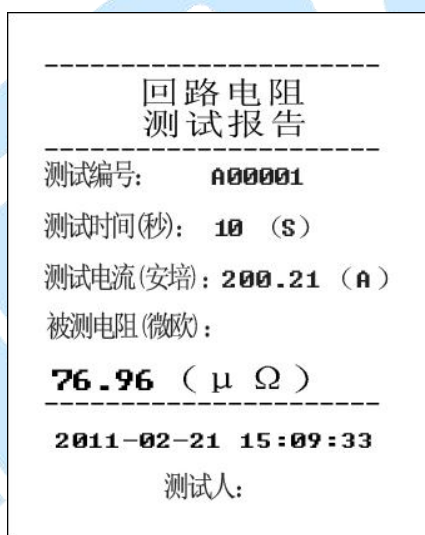 回路电阻
测试报告
测试编号: A00001
测试时间(秒): 10 (S)
测试电流(安培): 200.21 (A)
被测电阻(微欧):
76.96 (μ Ω)
2011-02-21 15:09:33
测试人: